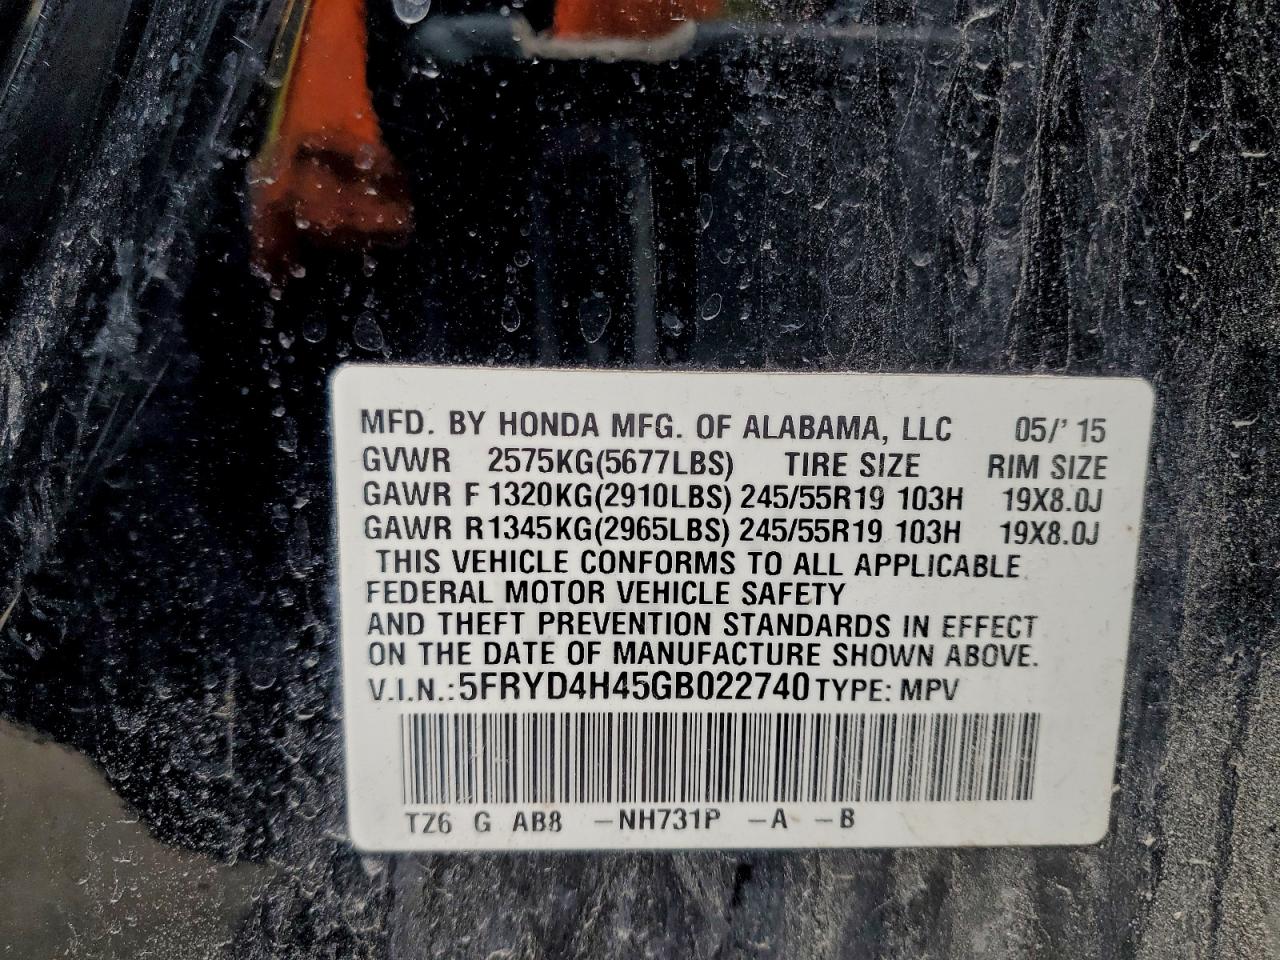 MFD. BY HONDA MFG. OF ALABAMA, LLC 05/'15
GVWR 2575KG(5677LBS) TIRE SIZE RIM SIZE
GAWR F 1320KG(2910LBS) 245/55R19 103H 19X8.0J
GAWR R 1345KG(2965LBS) 245/55R19 103H 19X8.0J
THIS VEHICLE CONFORMS TO ALL APPLICABLE
FEDERAL MOTOR VEHICLE SAFETY
AND THEFT PREVENTION STANDARDS IN EFFECT
ON THE DATE OF MANUFACTURE SHOWN ABOVE.
V.I.N.: 5FRYD4H45GB022740 TYPE: MPV
TZ6 G AB8 -NH731P -A -B